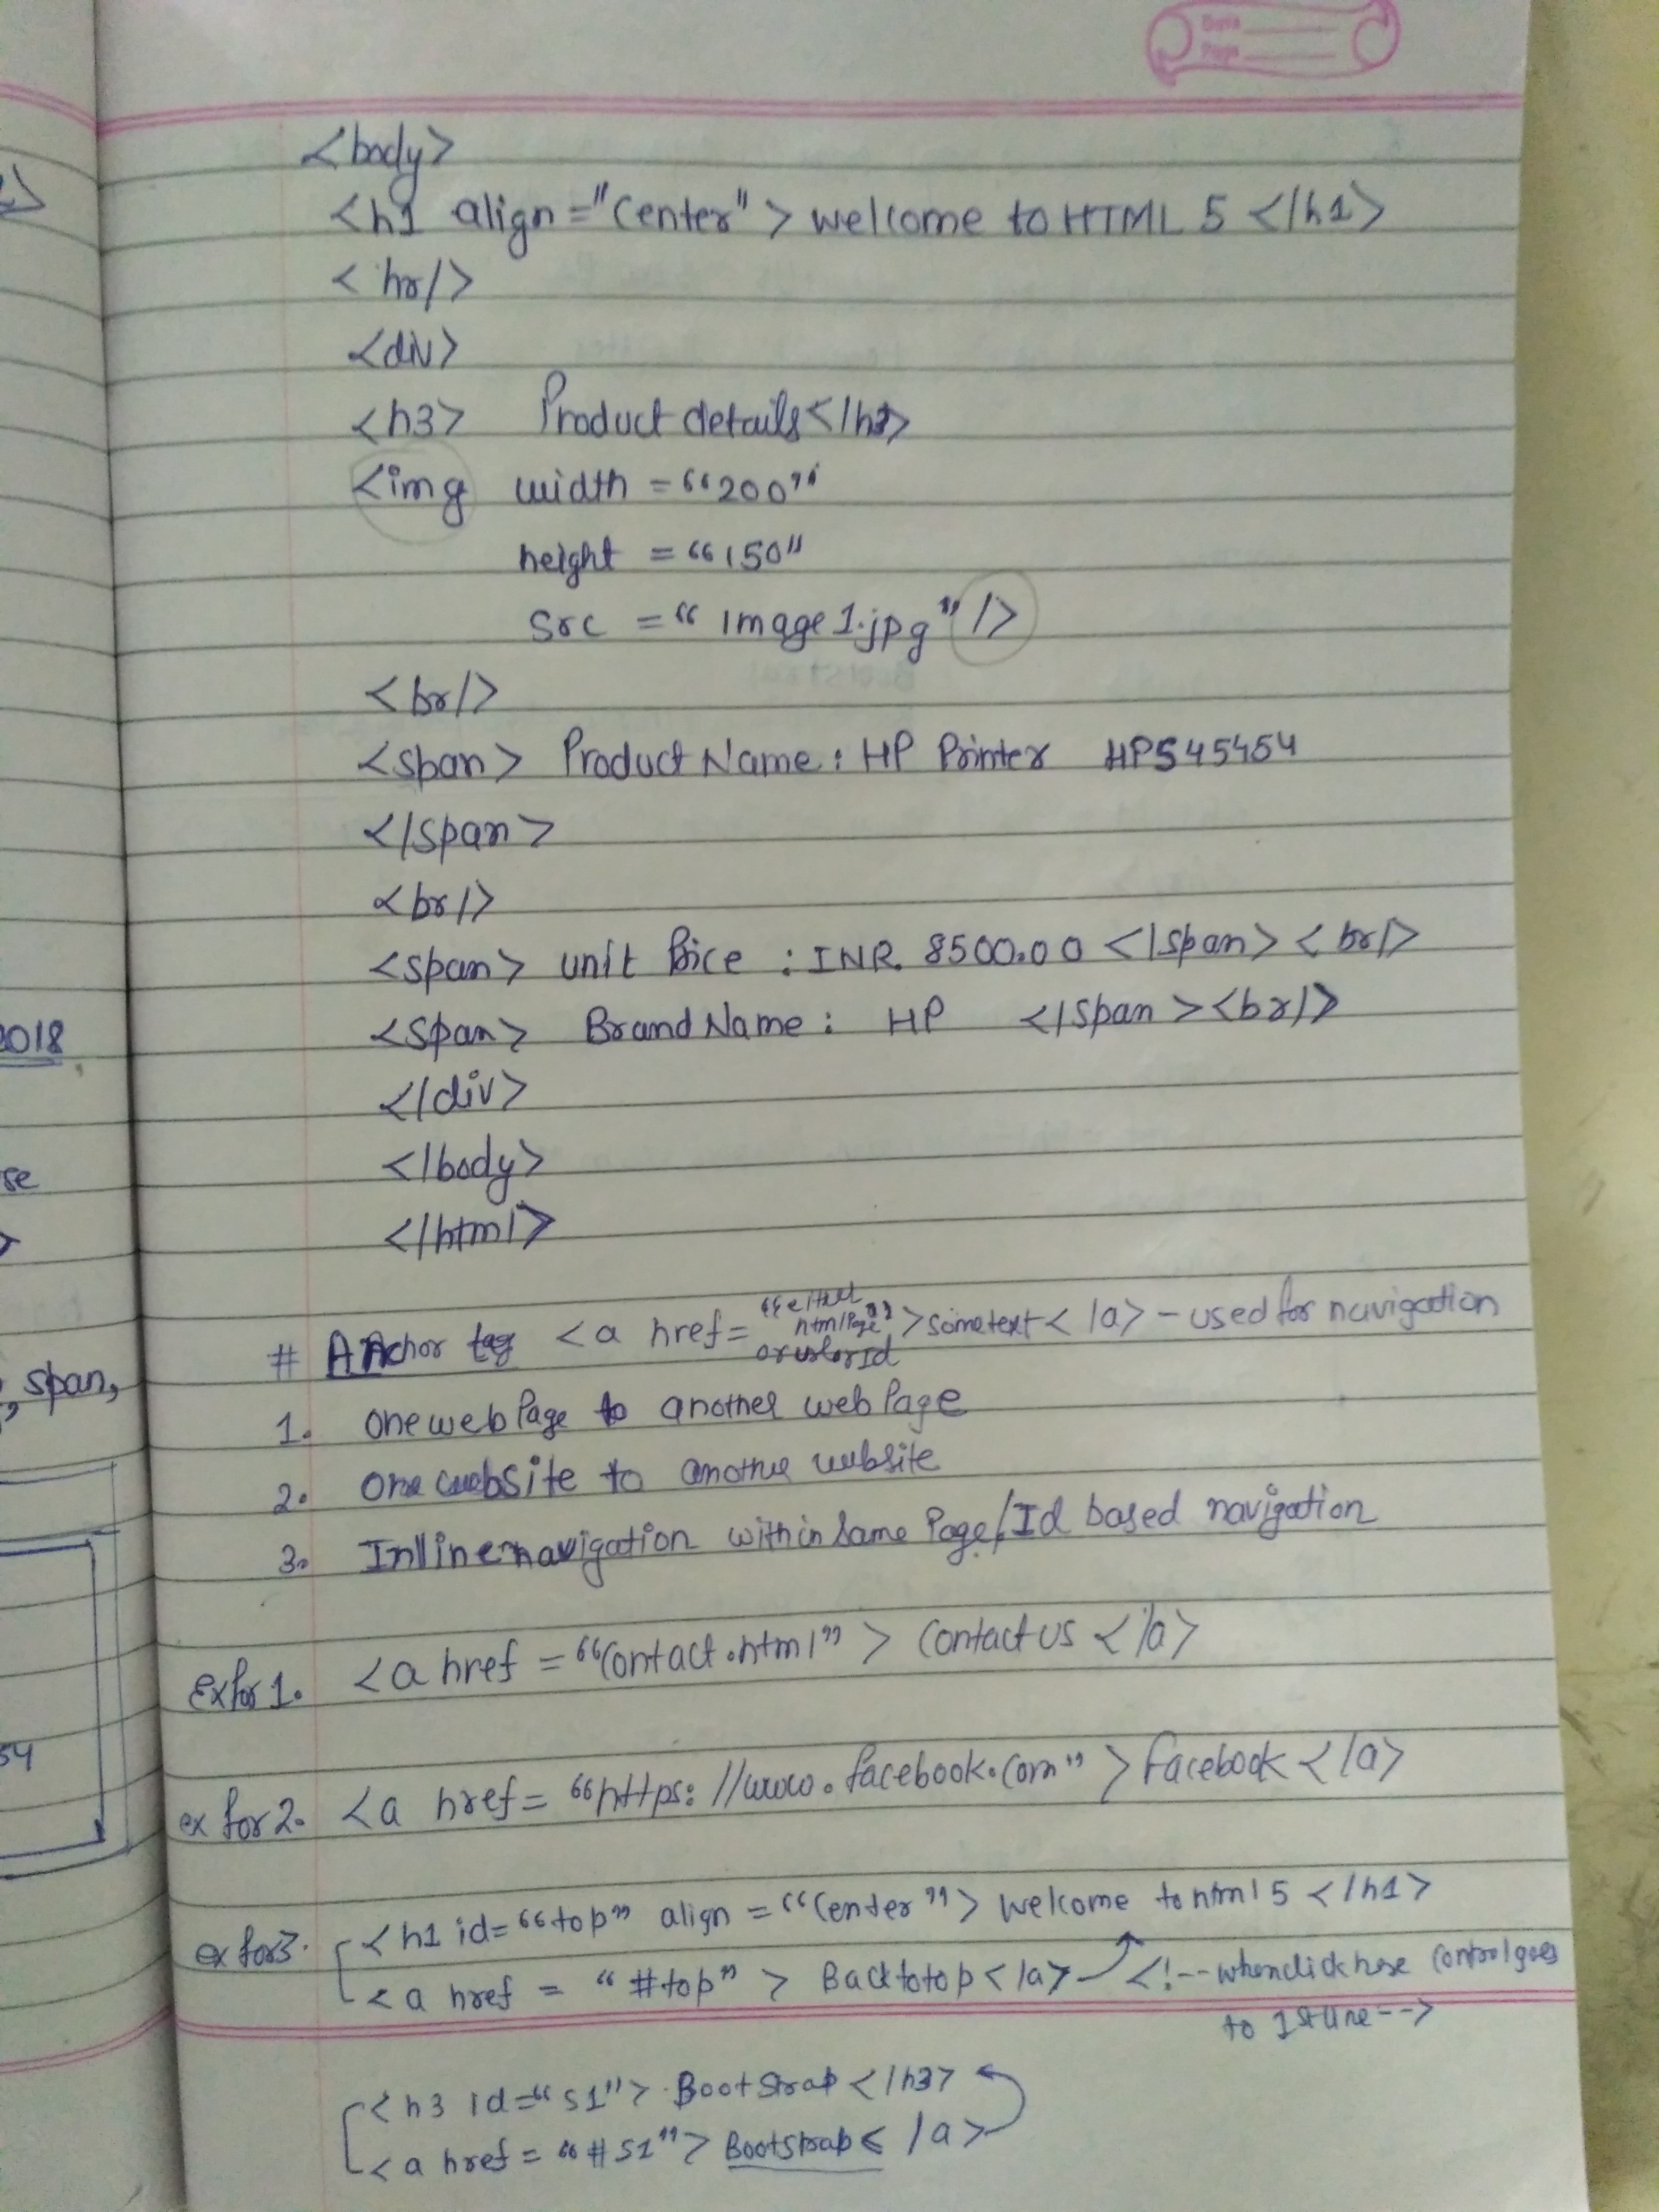 Date
Page
<body>
<h1 align="Center"> welcome to HTML 5 </h1>
<hr/>
<div>
<h3> Product details</h3>
<img width = "200"
height = "150"
Src = "Image1.jpg" />
<br/>
<span> Product Name : HP Printer HP545454
</span>
<br/>
<span> unit Price : INR. 8500.00 </span> <br/>
<span> Brand Name : HP </span><br/>
</div>
</body>
</html>
# Anchor tag <a href= "either htmlPage" or url or Id >some text< /a> - used for navigation
1. one web Page to another web Page
2. one website to another website
3. Inline navigation within same Page/Id based navigation
Ex for 1. <a href = "Contact.html" > Contact us </a>
ex for 2. <a href= "https://www.facebook.com" > Facebook </a>
ex for 3. <h1 id="top" align = "Center" > Welcome to html 5 </h1>
<a href = "#top" > Back to top </a> <!-- when click here Control goes
to 1st line -->
<h3 id="s1"> Boot Strap </h3>
<a href = "#s1"> Bootstrap < /a>
2018
se
, span,
54